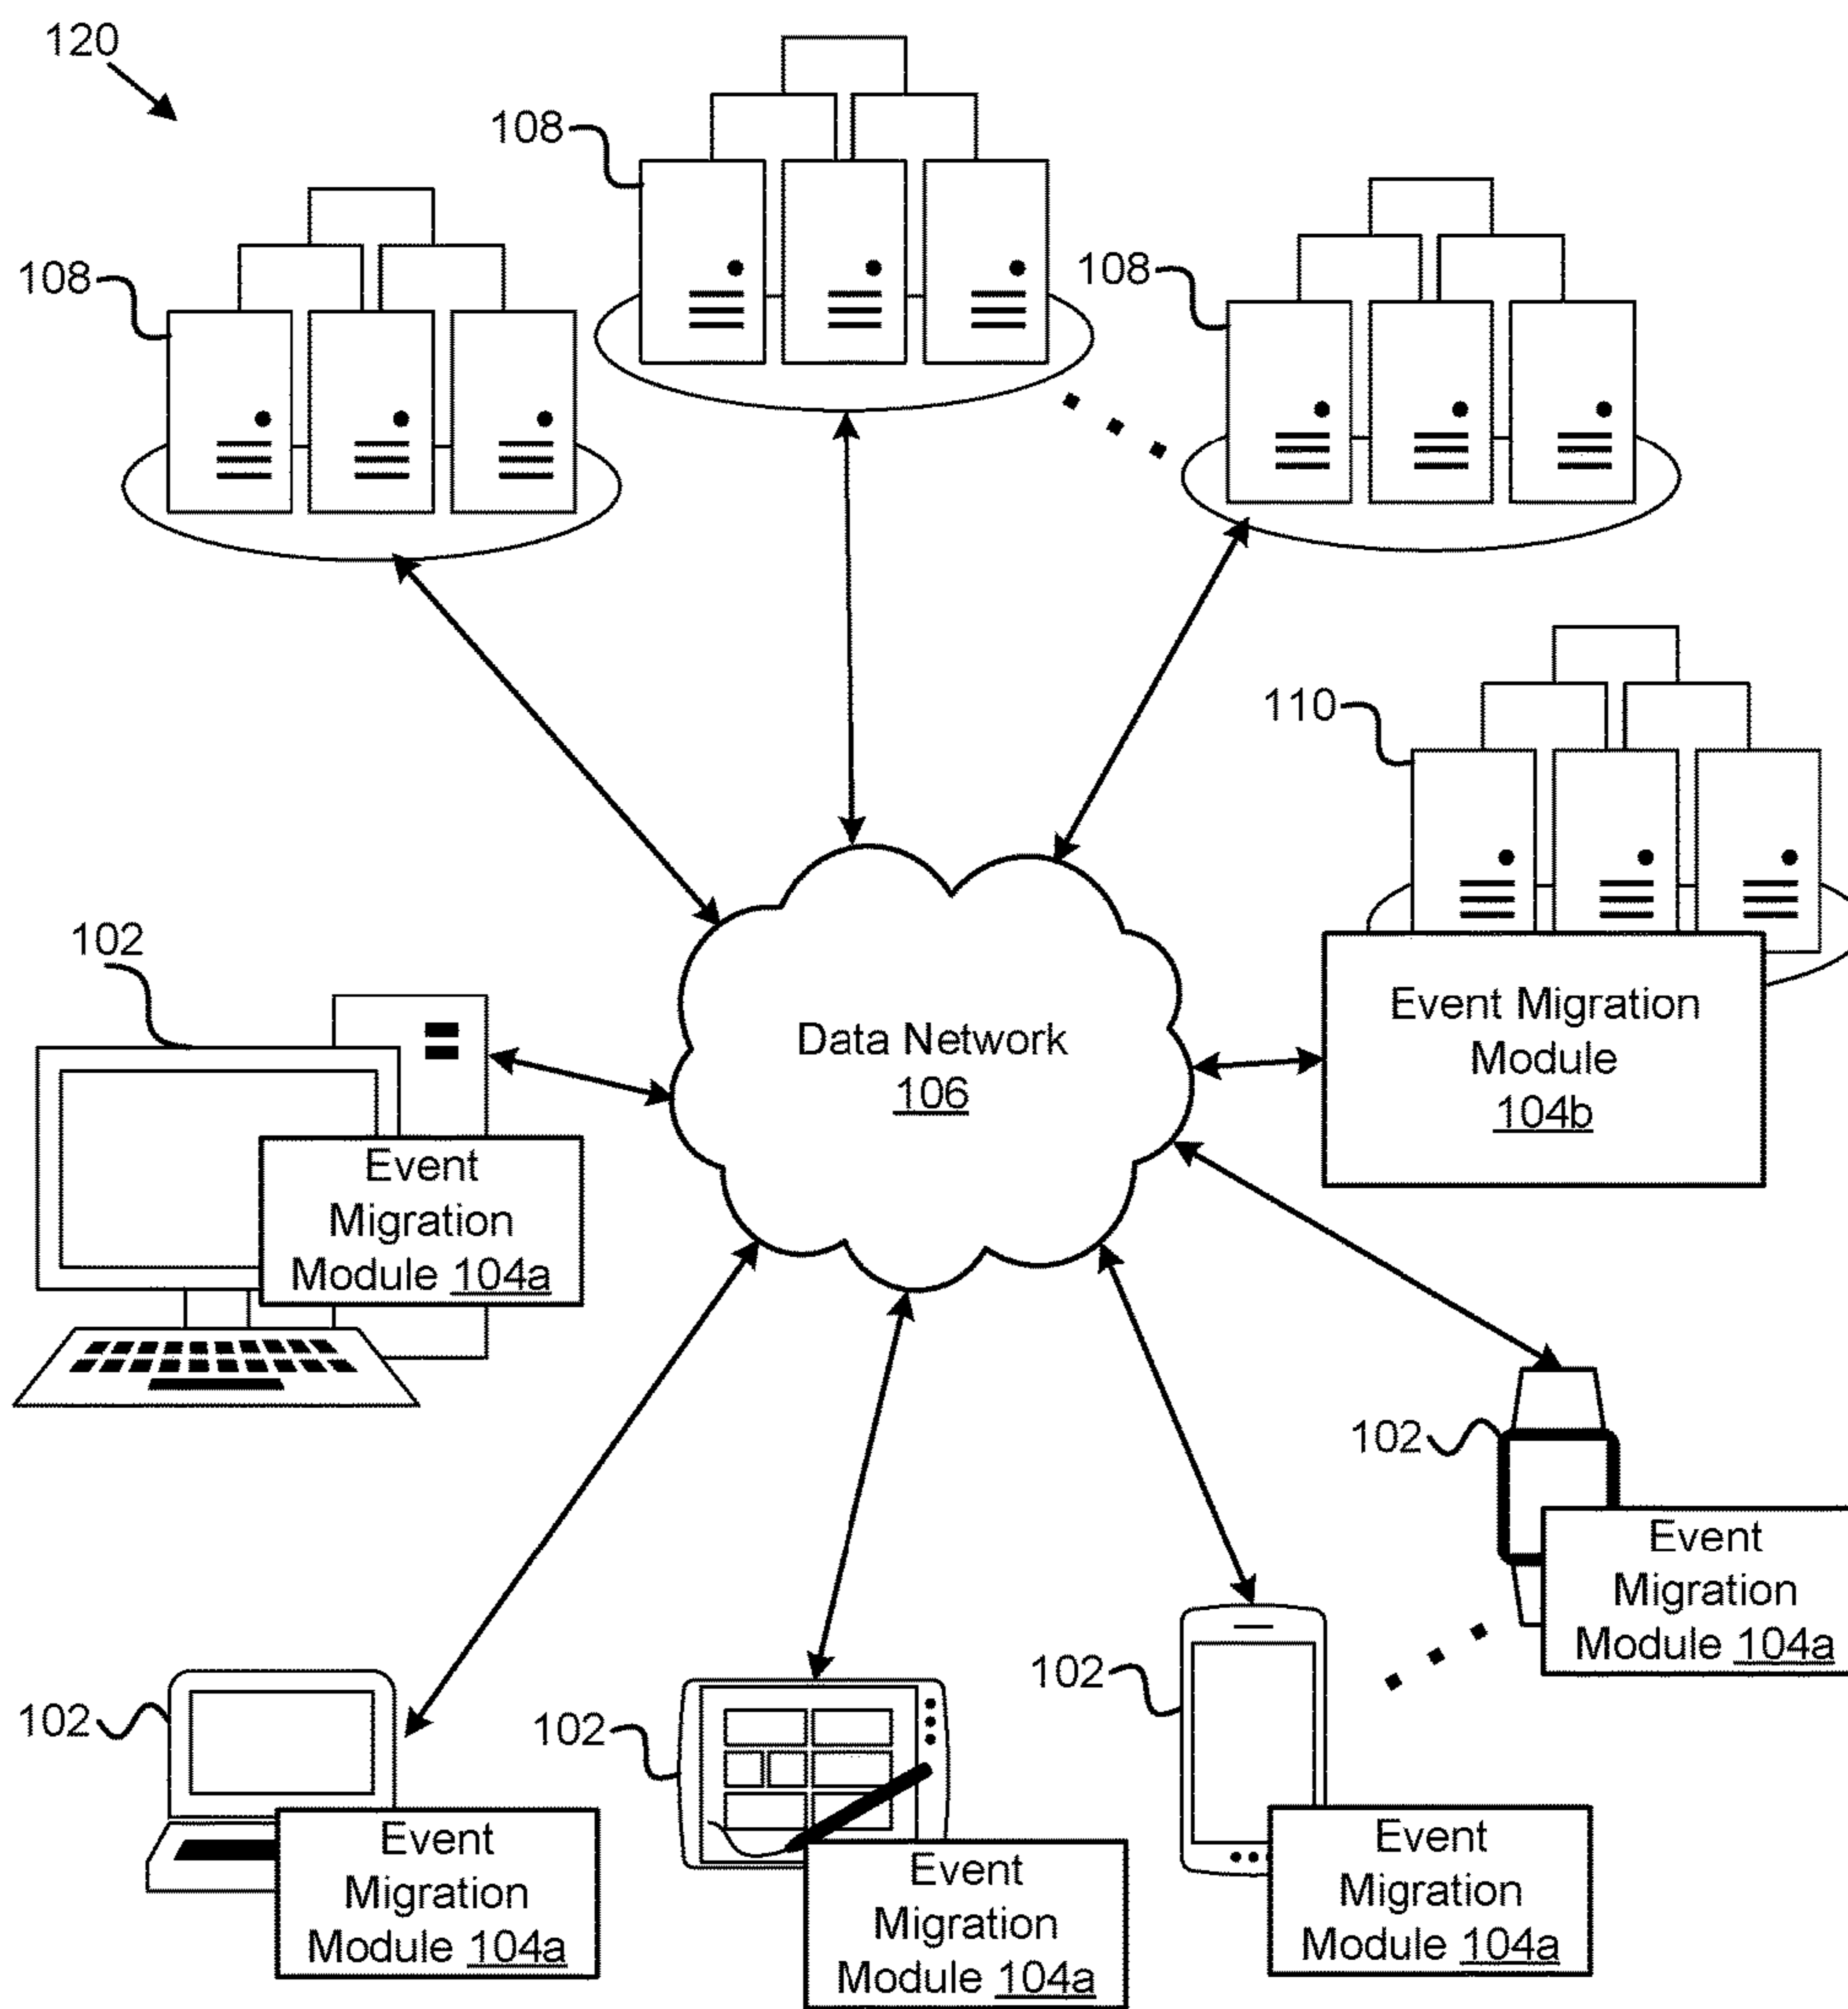 120
108
108
108
110
102
Data Network
106
Event Migration
Module
104b
Event
Migration
Module 104a
102
Event
Migration
Module 104a
102
102
102
Event
Migration
Module 104a
Event
Migration
Module 104a
Event
Migration
Module 104a